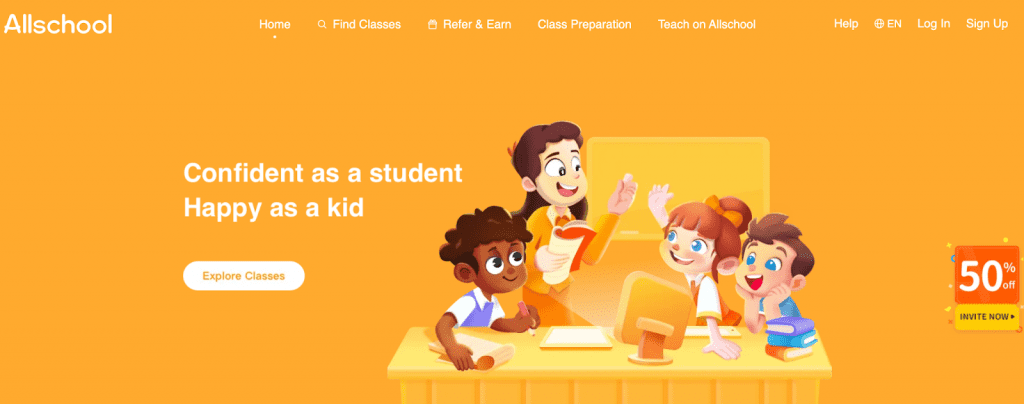 Allschool
Home
Find Classes
Refer & Earn
Class Preparation
Teach on Allschool
Help
EN
Log In
Sign Up
Confident as a student
Happy as a kid
Explore Classes
50% off
INVITE NOW